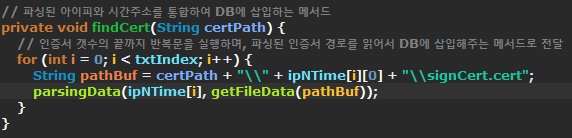 // 파싱된 아이피와 시간주소를 통합하여 DB에 삽입하는 메서드
private void findCert(String certPath) {
// 인증서 갯수의 끝까지 반복문을 실행하며, 파싱된 인증서 경로를 읽어서 DB에 삽입해주는 메서드로 전달
for (int i = 0; i < txtIndex; i++) {
String pathBuf = certPath + "\\" + ipNTime[i][0] + "\\signCert.cert";
parsingData(ipNTime[i], getFileData(pathBuf));
}
}